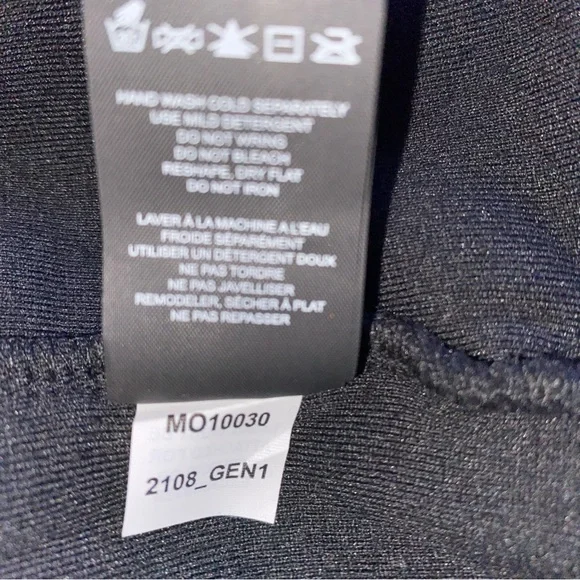 HAND WASH COLD SEPARATELY
USE MILD DETERGENT
DO NOT WRING
DO NOT BLEACH
RESHAPE, DRY FLAT
DO NOT IRON
LAVER À LA MACHINE A L'EAU
FROIDE SÉPARÉMENT
UTILISER UN DÉTERGENT DOUX
NE PAS TORDRE
NE PAS JAVELLISER
REMODELER, SÉCHER À PLAT
NE PAS REPASSER
MO10030
2108_GEN1